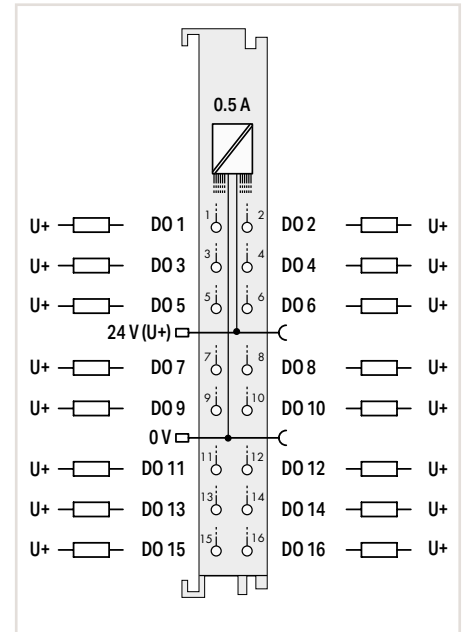 0.5 A
U+ DO 1 1 2 DO 2 U+
U+ DO 3 3 4 DO 4 U+
U+ DO 5 5 6 DO 6 U+
24 V (U+)
U+ DO 7 7 8 DO 8 U+
U+ DO 9 9 10 DO 10 U+
0 V
U+ DO 11 11 12 DO 12 U+
U+ DO 13 13 14 DO 14 U+
U+ DO 15 15 16 DO 16 U+